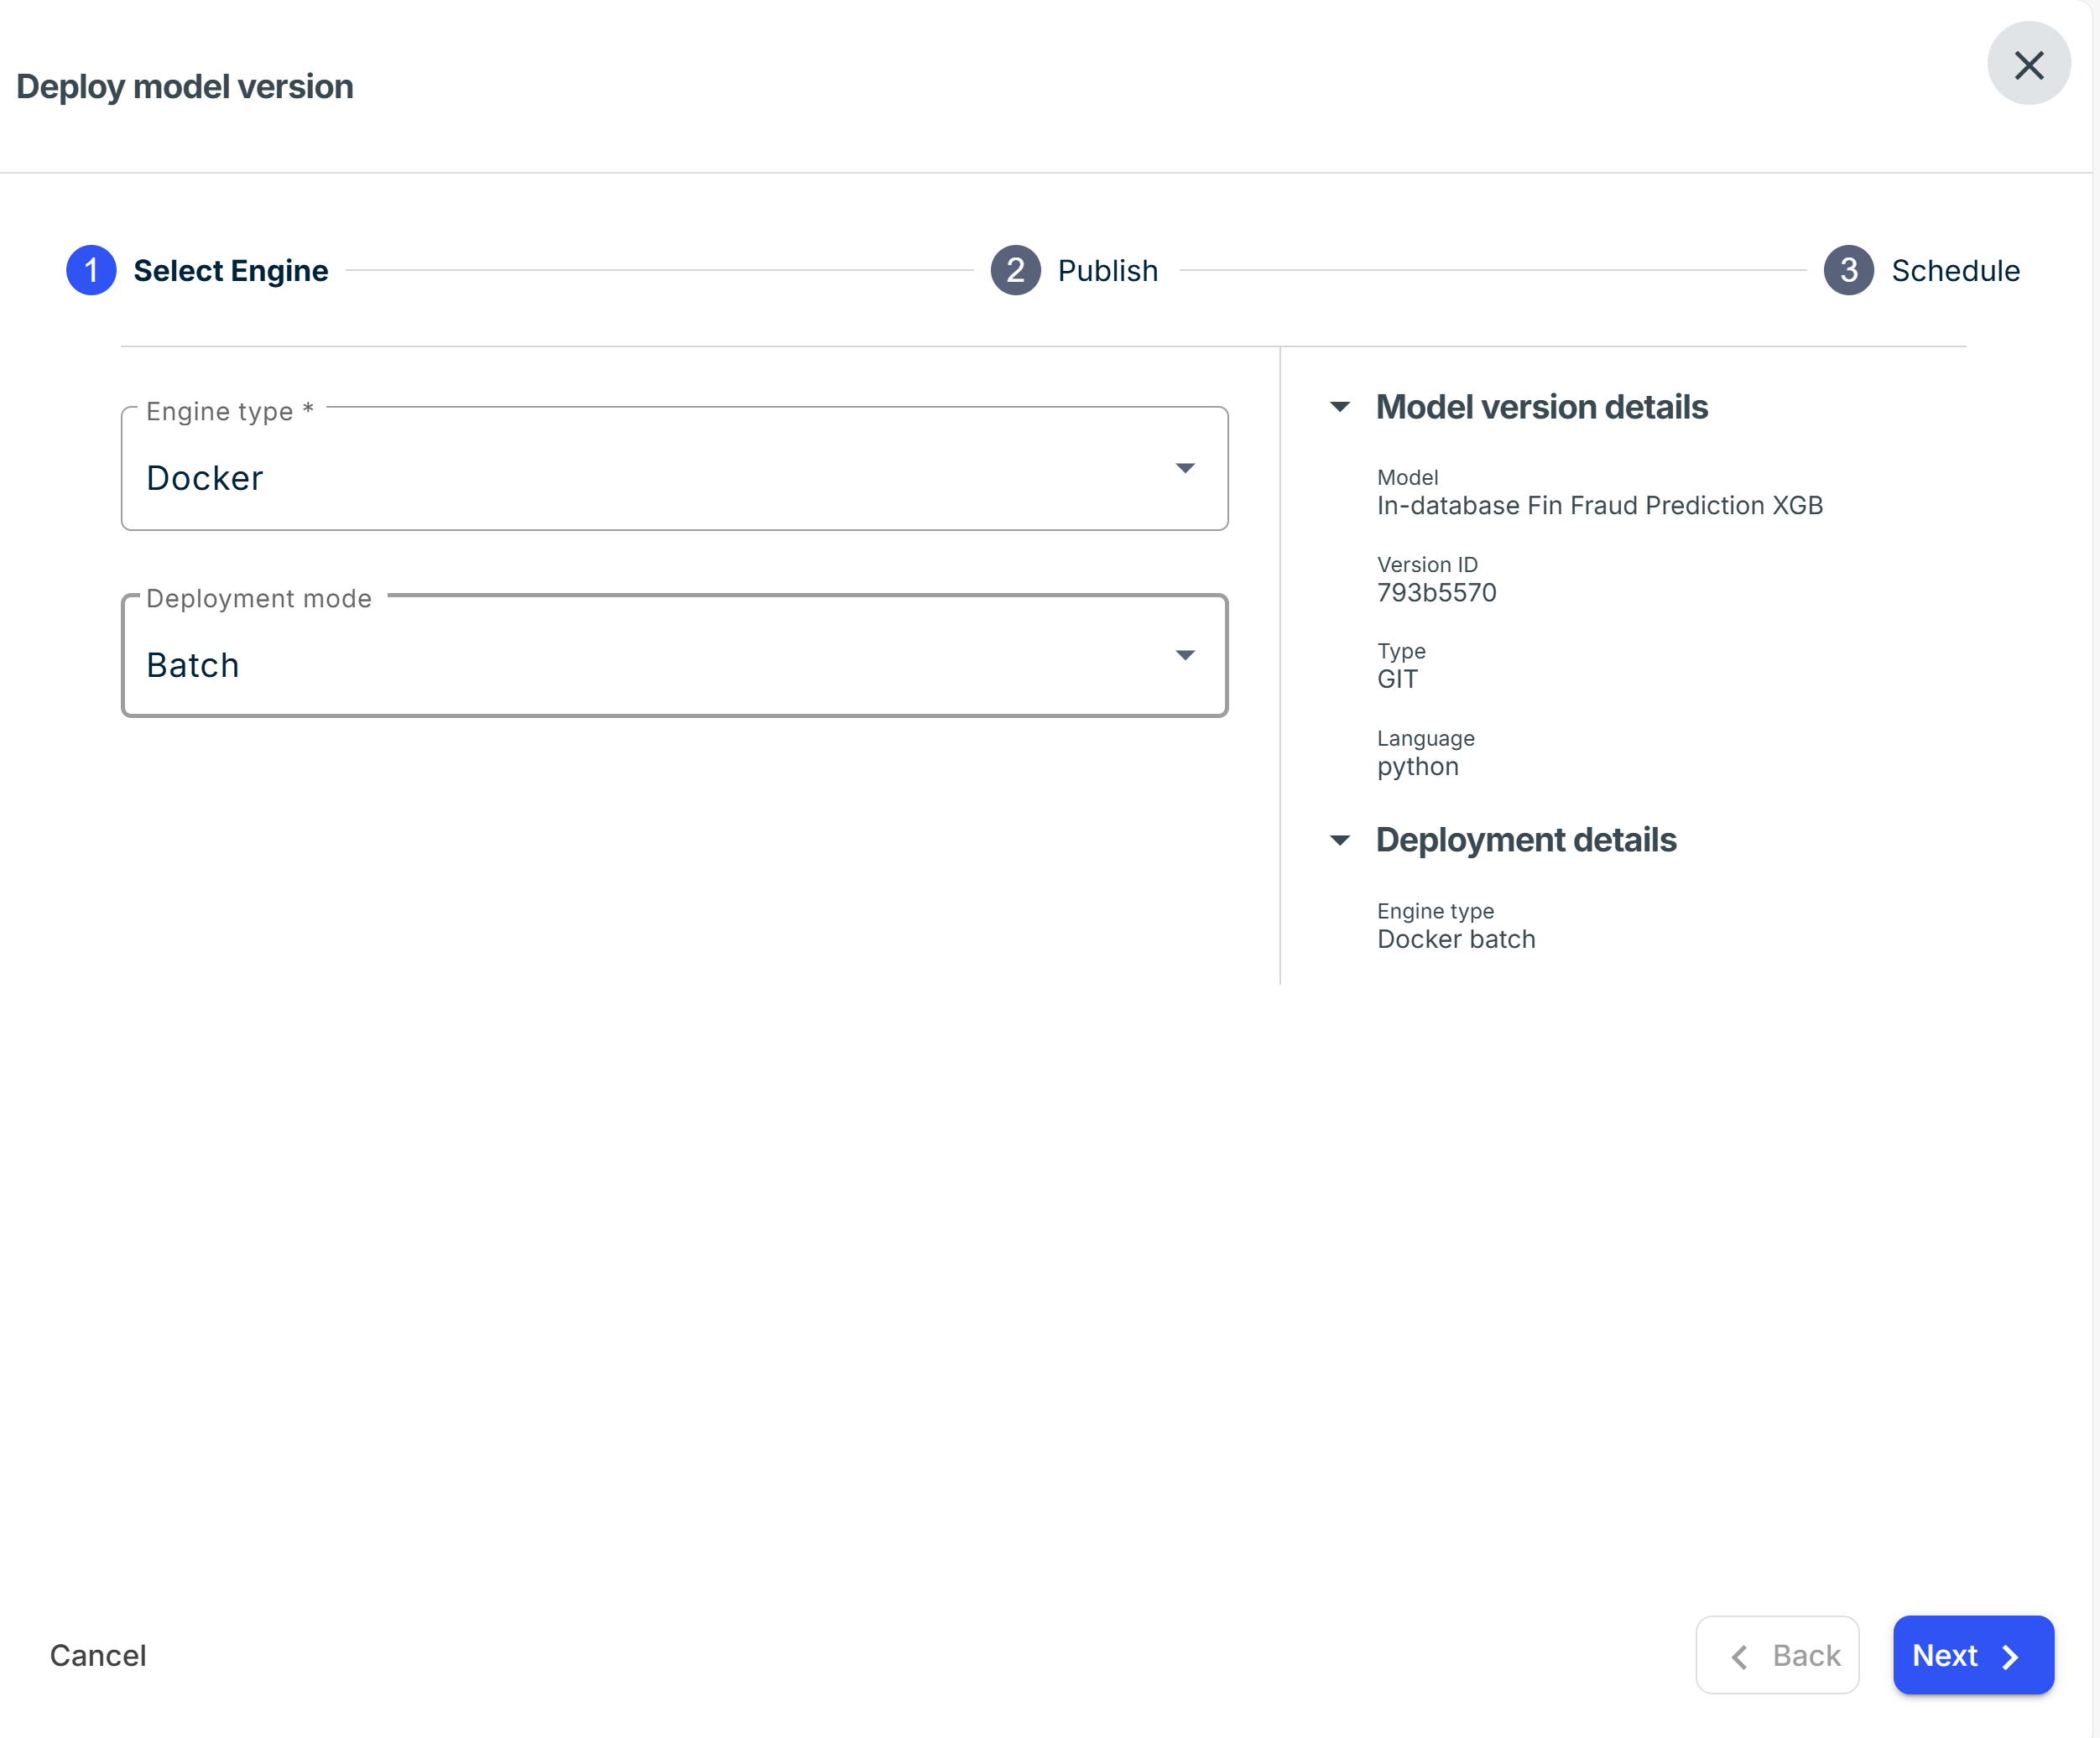 Deploy model version
1 Select Engine
2 Publish
3 Schedule
Engine type *
Docker
Deployment mode
Batch
Model version details
Model
In-database Fin Fraud Prediction XGB
Version ID
793b5570
Type
GIT
Language
python
Deployment details
Engine type
Docker batch
Cancel
Back
Next